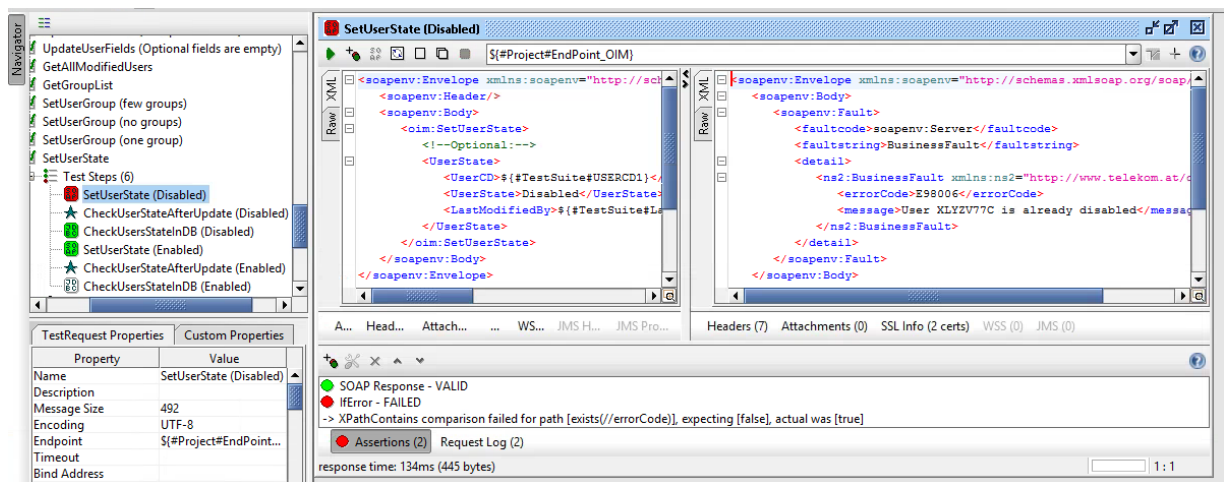 Navigator
UpdateUserFields (Optional fields are empty)
GetAllModifiedUsers
GetGroupList
SetUserGroup (few groups)
SetUserGroup (no groups)
SetUserGroup (one group)
SetUserState
Test Steps (6)
SetUserState (Disabled)
CheckUserStateAfterUpdate (Disabled)
CheckUsersStateInDB (Disabled)
SetUserState (Enabled)
CheckUserStateAfterUpdate (Enabled)
CheckUsersStateInDB (Enabled)
TestRequest Properties
Custom Properties
Property Value
Name SetUserState (Disabled)
Description
Message Size 492
Encoding UTF-8
Endpoint ${#Project#EndPoint...
Timeout
Bind Address
SetUserState (Disabled)
${#Project#EndPoint_OIM}
XML
Raw
<soapenv:Envelope xmlns:soapenv="http://sch
<soapenv:Header/>
<soapenv:Body>
<oim:SetUserState>
<!--Optional:-->
<UserState>
<UserCD>${#TestSuite#USERCD1}</
<UserState>Disabled</UserState>
<LastModifiedBy>${#TestSuite#La
</UserState>
</oim:SetUserState>
</soapenv:Body>
</soapenv:Envelope>
A... Head... Attach... ... WS... JMS H... JMS Pro...
XML
Raw
<soapenv:Envelope xmlns:soapenv="http://schemas.xmlsoap.org/soap/
<soapenv:Body>
<soapenv:Fault>
<faultcode>soapenv:Server</faultcode>
<faultstring>BusinessFault</faultstring>
<detail>
<ns2:BusinessFault xmlns:ns2="http://www.telekom.at/
<errorCode>E98006</errorCode>
<message>User XLYZV77C is already disabled</messag
</ns2:BusinessFault>
</detail>
</soapenv:Fault>
</soapenv:Body>
Headers (7) Attachments (0) SSL Info (2 certs) WSS (0) JMS (0)
SOAP Response - VALID
IfError - FAILED
-> XPathContains comparison failed for path [exists(//errorCode)], expecting [false], actual was [true]
Assertions (2) Request Log (2)
response time: 134ms (445 bytes)
1 : 1